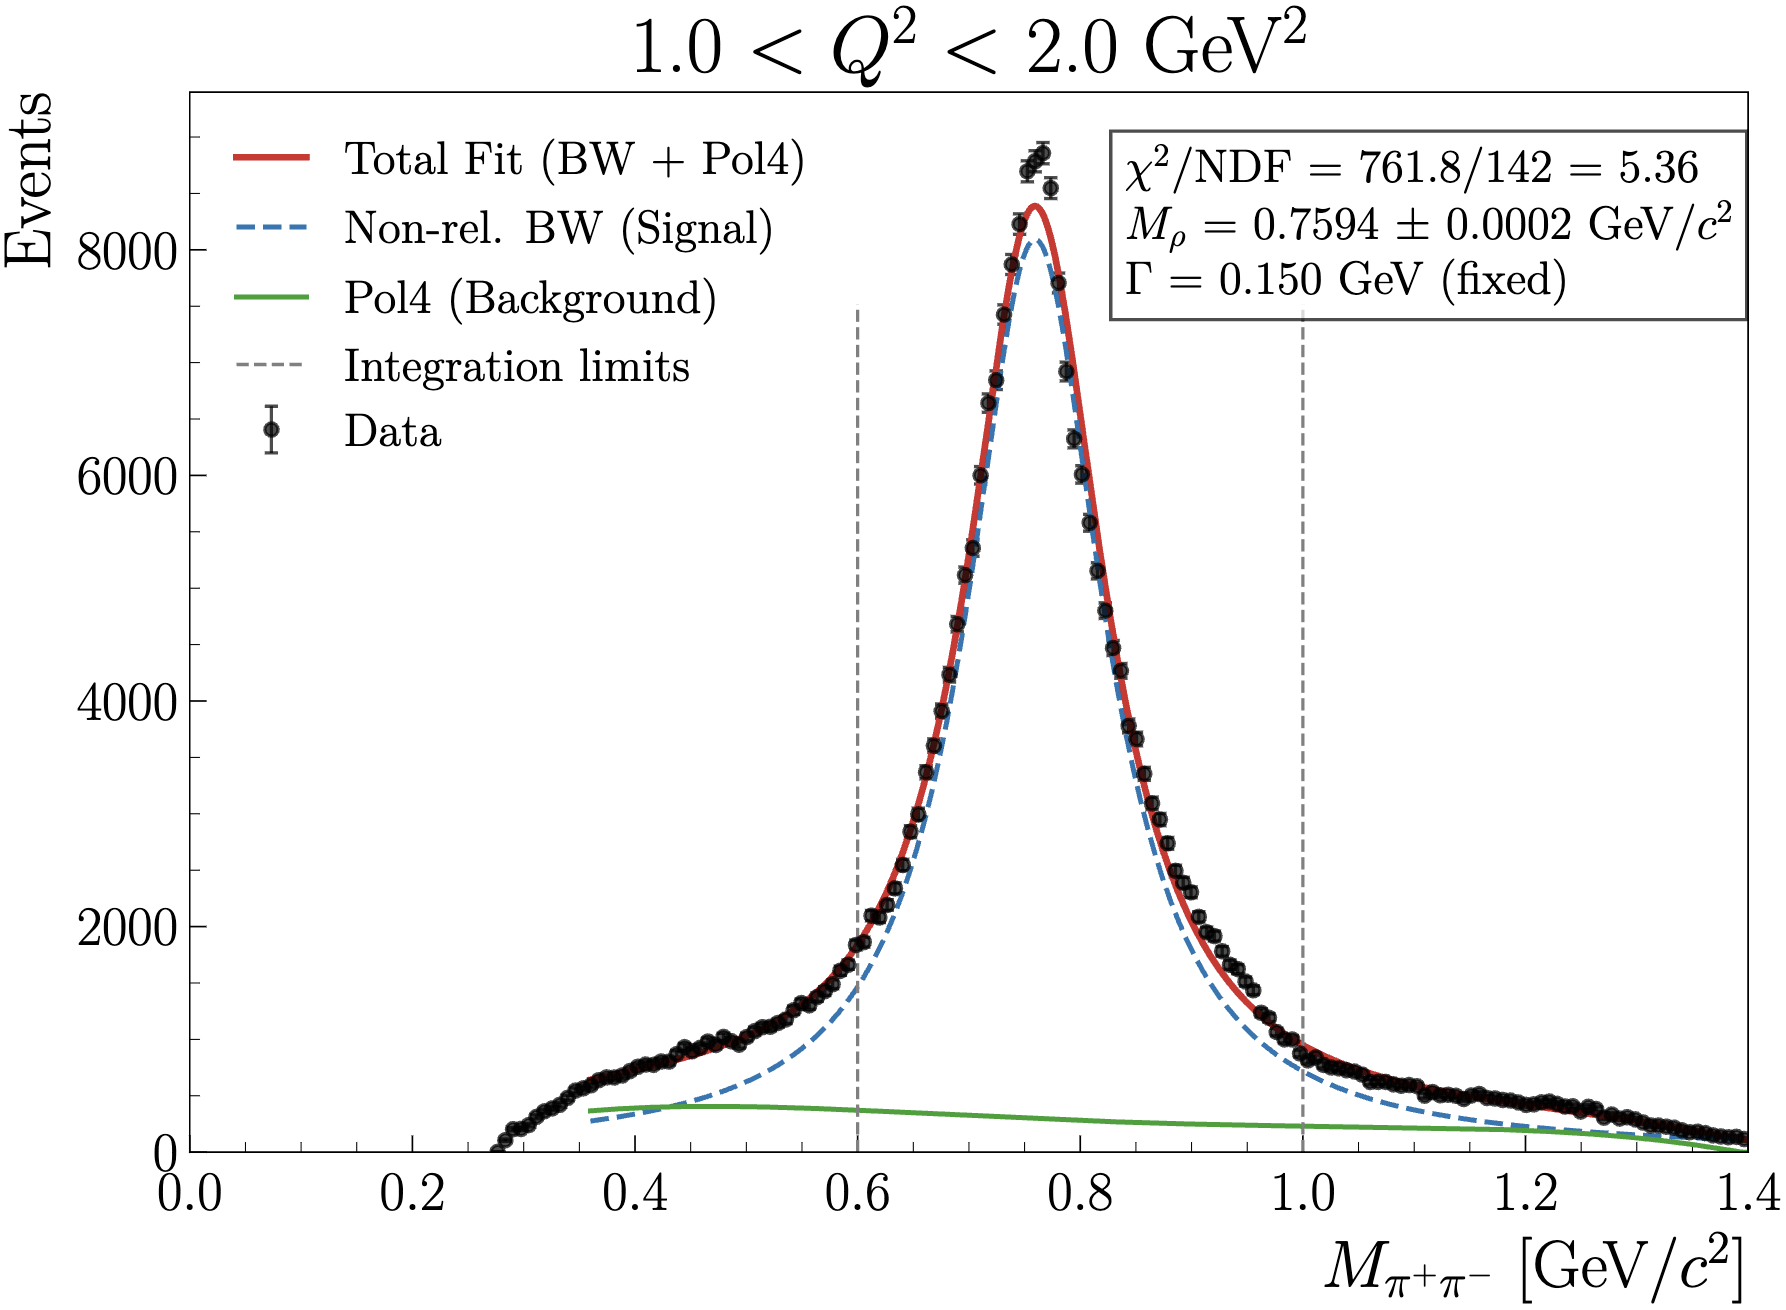 1.0 < Q² < 2.0 GeV²
Events
Total Fit (BW + Pol4)
Non-rel. BW (Signal)
Pol4 (Background)
Integration limits
Data
χ²/NDF = 761.8/142 = 5.36
M_ρ = 0.7594 ± 0.0002 GeV/c²
Γ = 0.150 GeV (fixed)
8000
6000
4000
2000
0
0.0 0.2 0.4 0.6 0.8 1.0 1.2 1.4
M_π⁺π⁻ [GeV/c²]